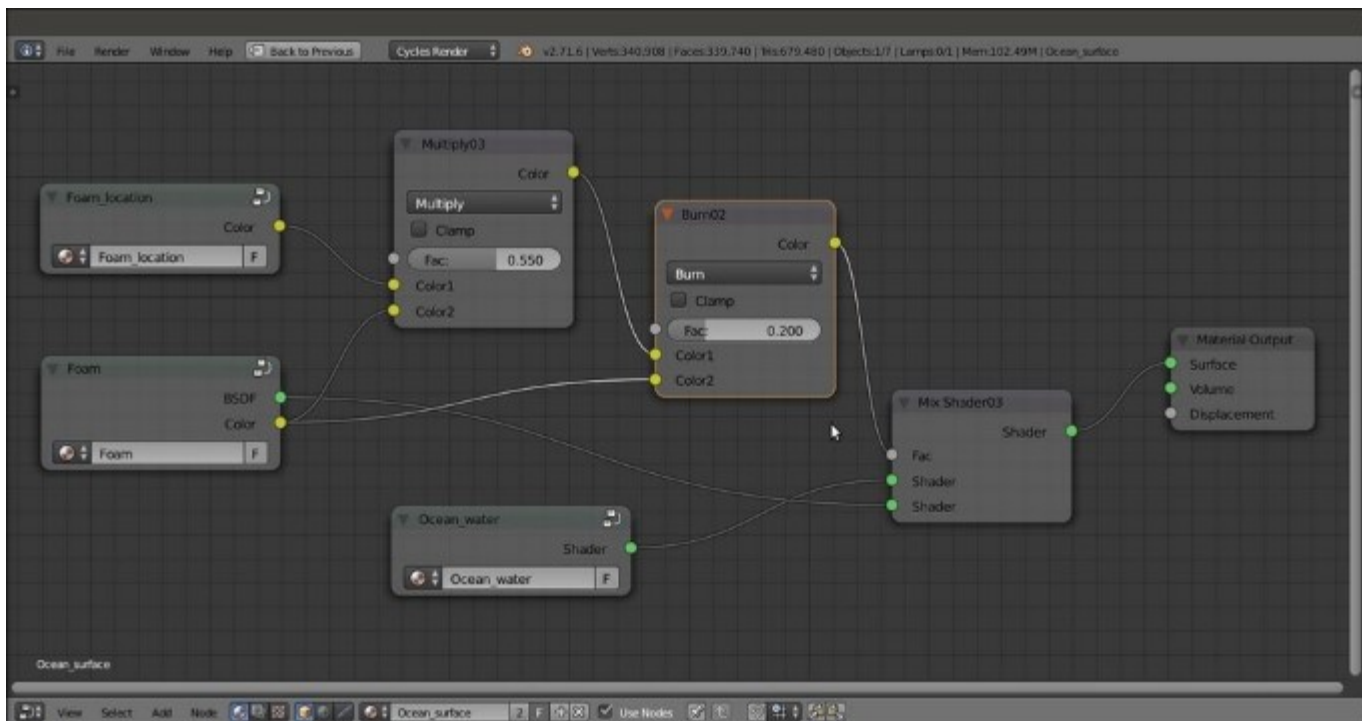 File Render Window Help Back to Previous Cycles Render v2.71.6 | Verts:340,908 | Faces:339,740 | Tris:679,480 | Objects:1/7 | Lamps:0/1 | Mem:102.49M | Ocean_surface
Multiply03
Color
Multiply
Clamp
Fac: 0.550
Color1
Color2
Foam_location
Color
Foam_location F
Foam
BSDF
Color
Foam F
Burn02
Color
Burn
Clamp
Fac: 0.200
Color1
Color2
Ocean_water
Shader
Ocean_water F
Mix Shader03
Shader
Fac
Shader
Shader
Material Output
Surface
Volume
Displacement
Ocean_surface
View Select Add Node Ocean_surface 2 F Use Nodes